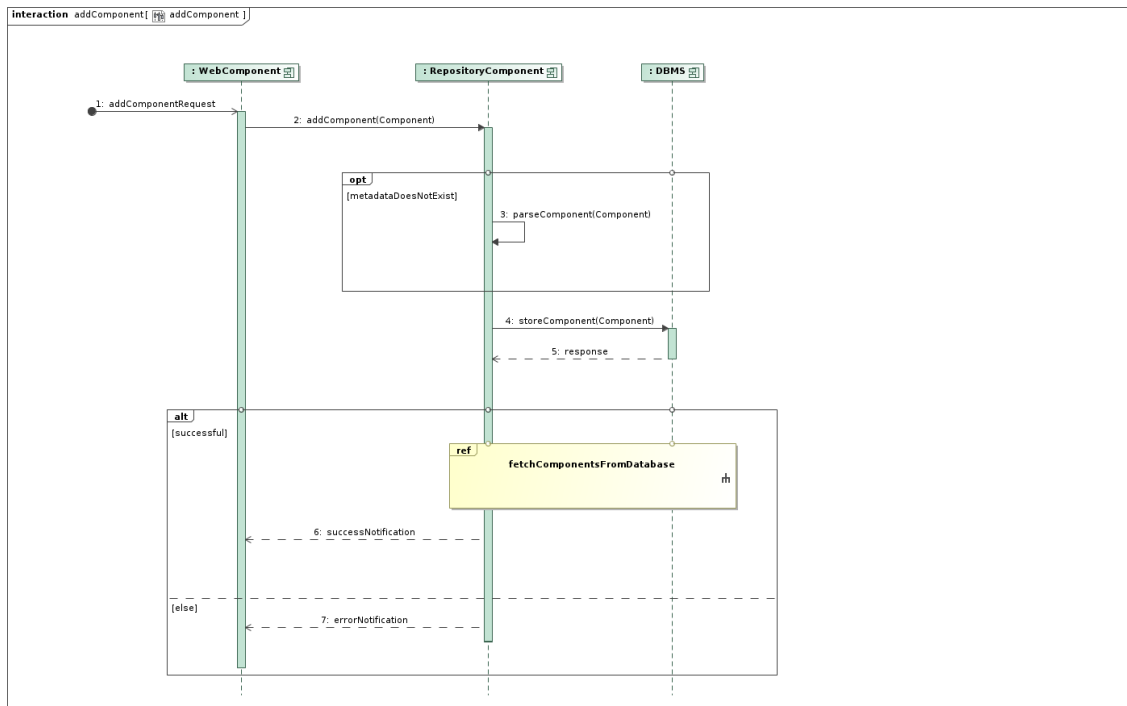 interaction addComponent[ addComponent ]
: WebComponent
: RepositoryComponent
: DBMS
1: addComponentRequest
2: addComponent(Component)
opt
[metadataDoesNotExist]
3: parseComponent(Component)
4: storeComponent(Component)
5: response
alt
[successful]
ref
fetchComponentsFromDatabase
6: successNotification
[else]
7: errorNotification